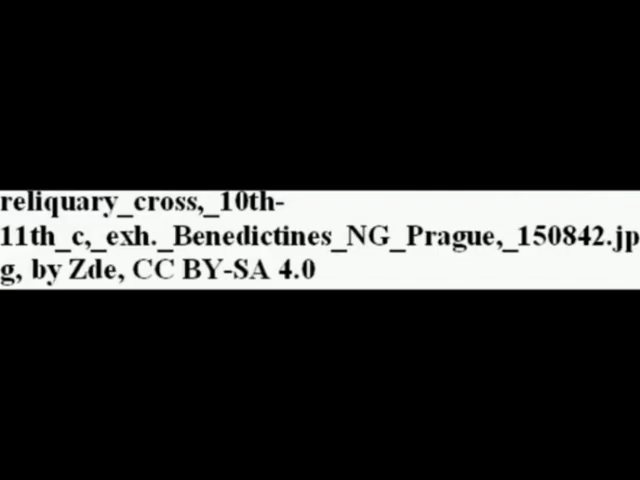 reliquary_cross,_10th-
11th_c,_exh._Benedictines_NG_Prague,_150842.jp
g, by Zde, CC BY-SA 4.0